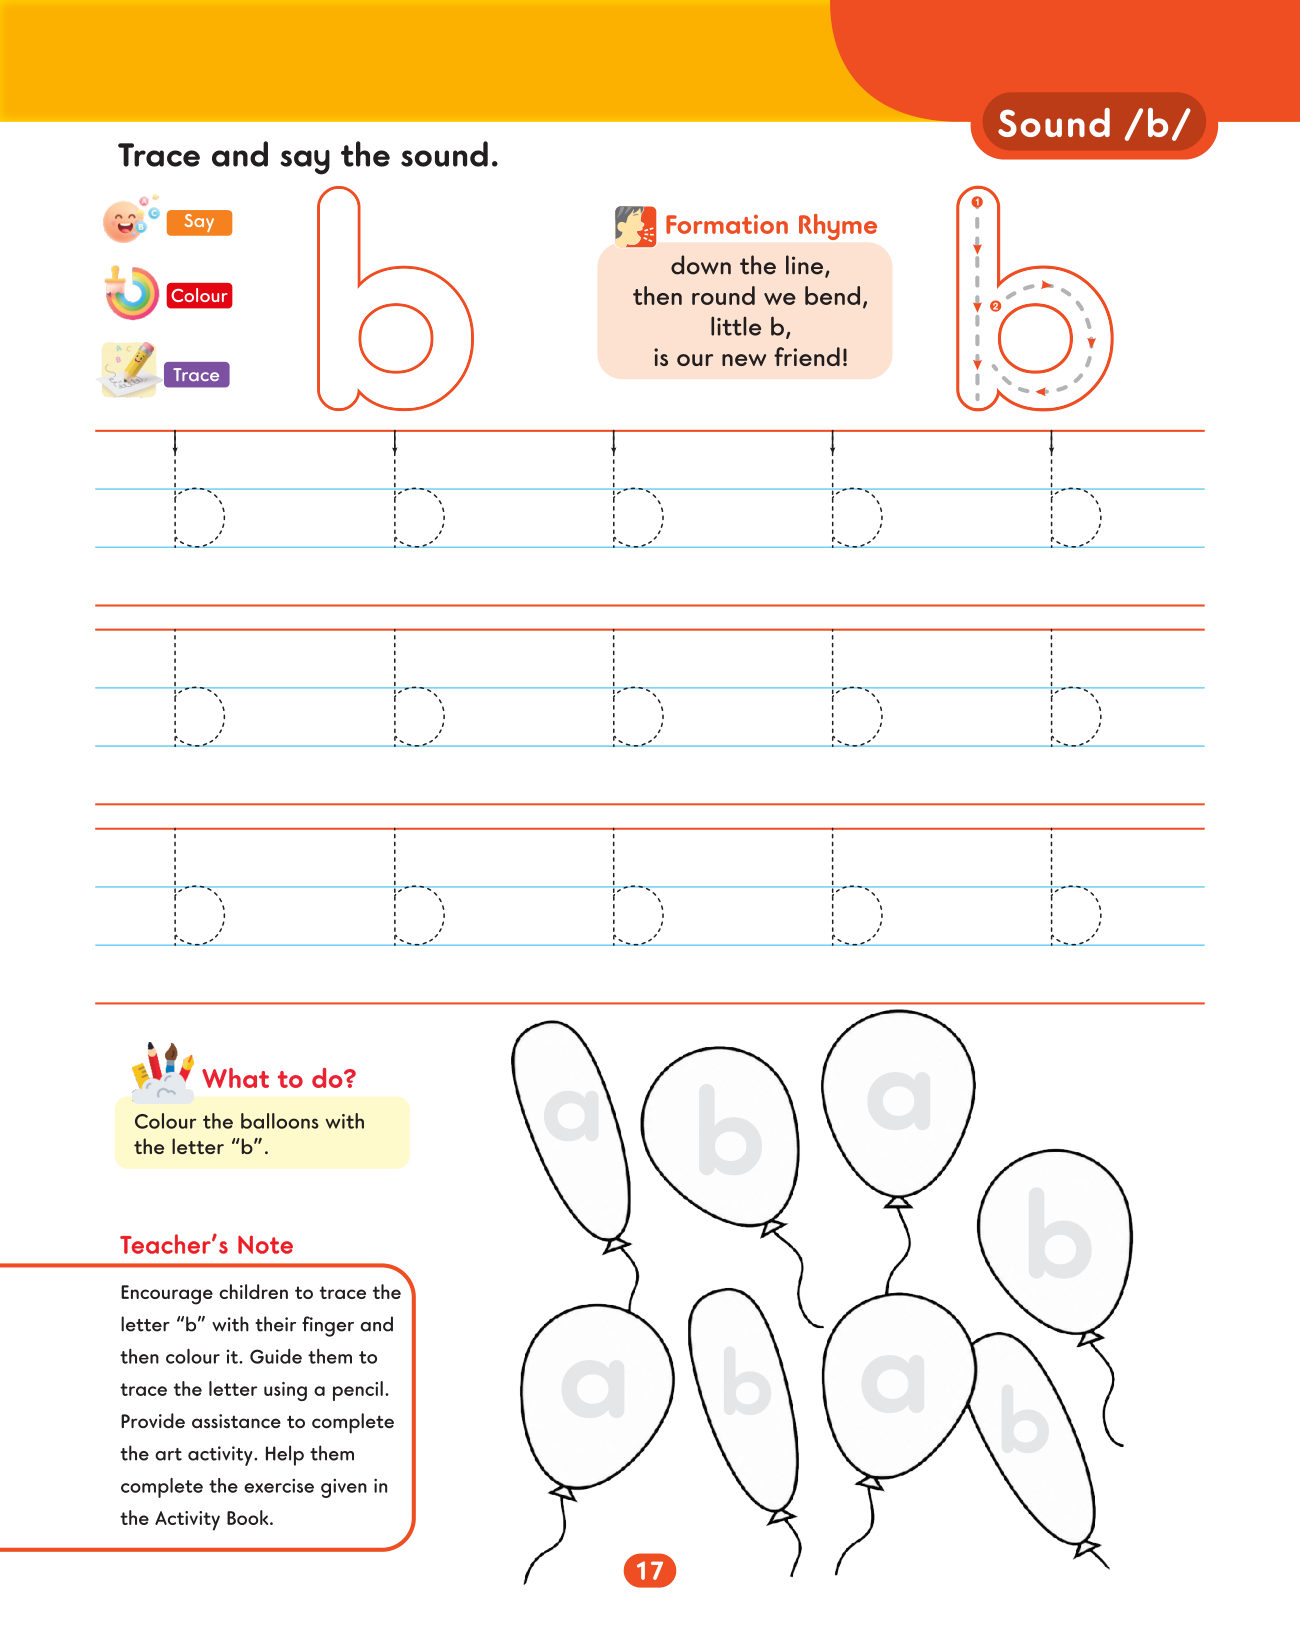 Sound /b/
Trace and say the sound.
Say
Colour
Trace
b
Formation Rhyme
down the line,
then round we bend,
little b,
is our new friend!
1
2
b
b b b b b
b b b b b
b b b b b
What to do?
Colour the balloons with
the letter “b”.
Teacher’s Note
Encourage children to trace the
letter “b” with their finger and
then colour it. Guide them to
trace the letter using a pencil.
Provide assistance to complete
the art activity. Help them
complete the exercise given in
the Activity Book.
a b a b
a b a b
17